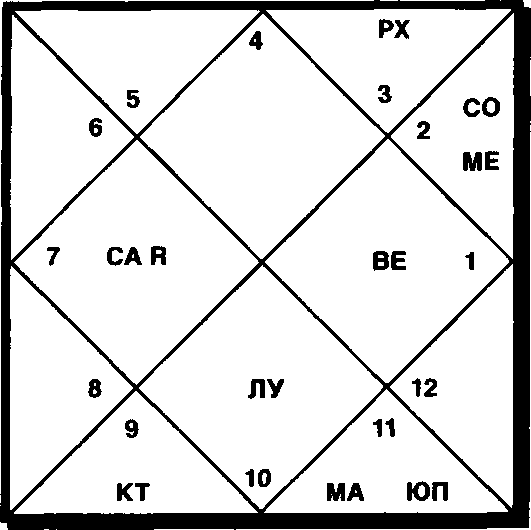 4 РХ
5 3 СО
6 2
МЕ
7 СА R ВЕ 1
8 ЛУ 12
9 11
10
КТ МА ЮП